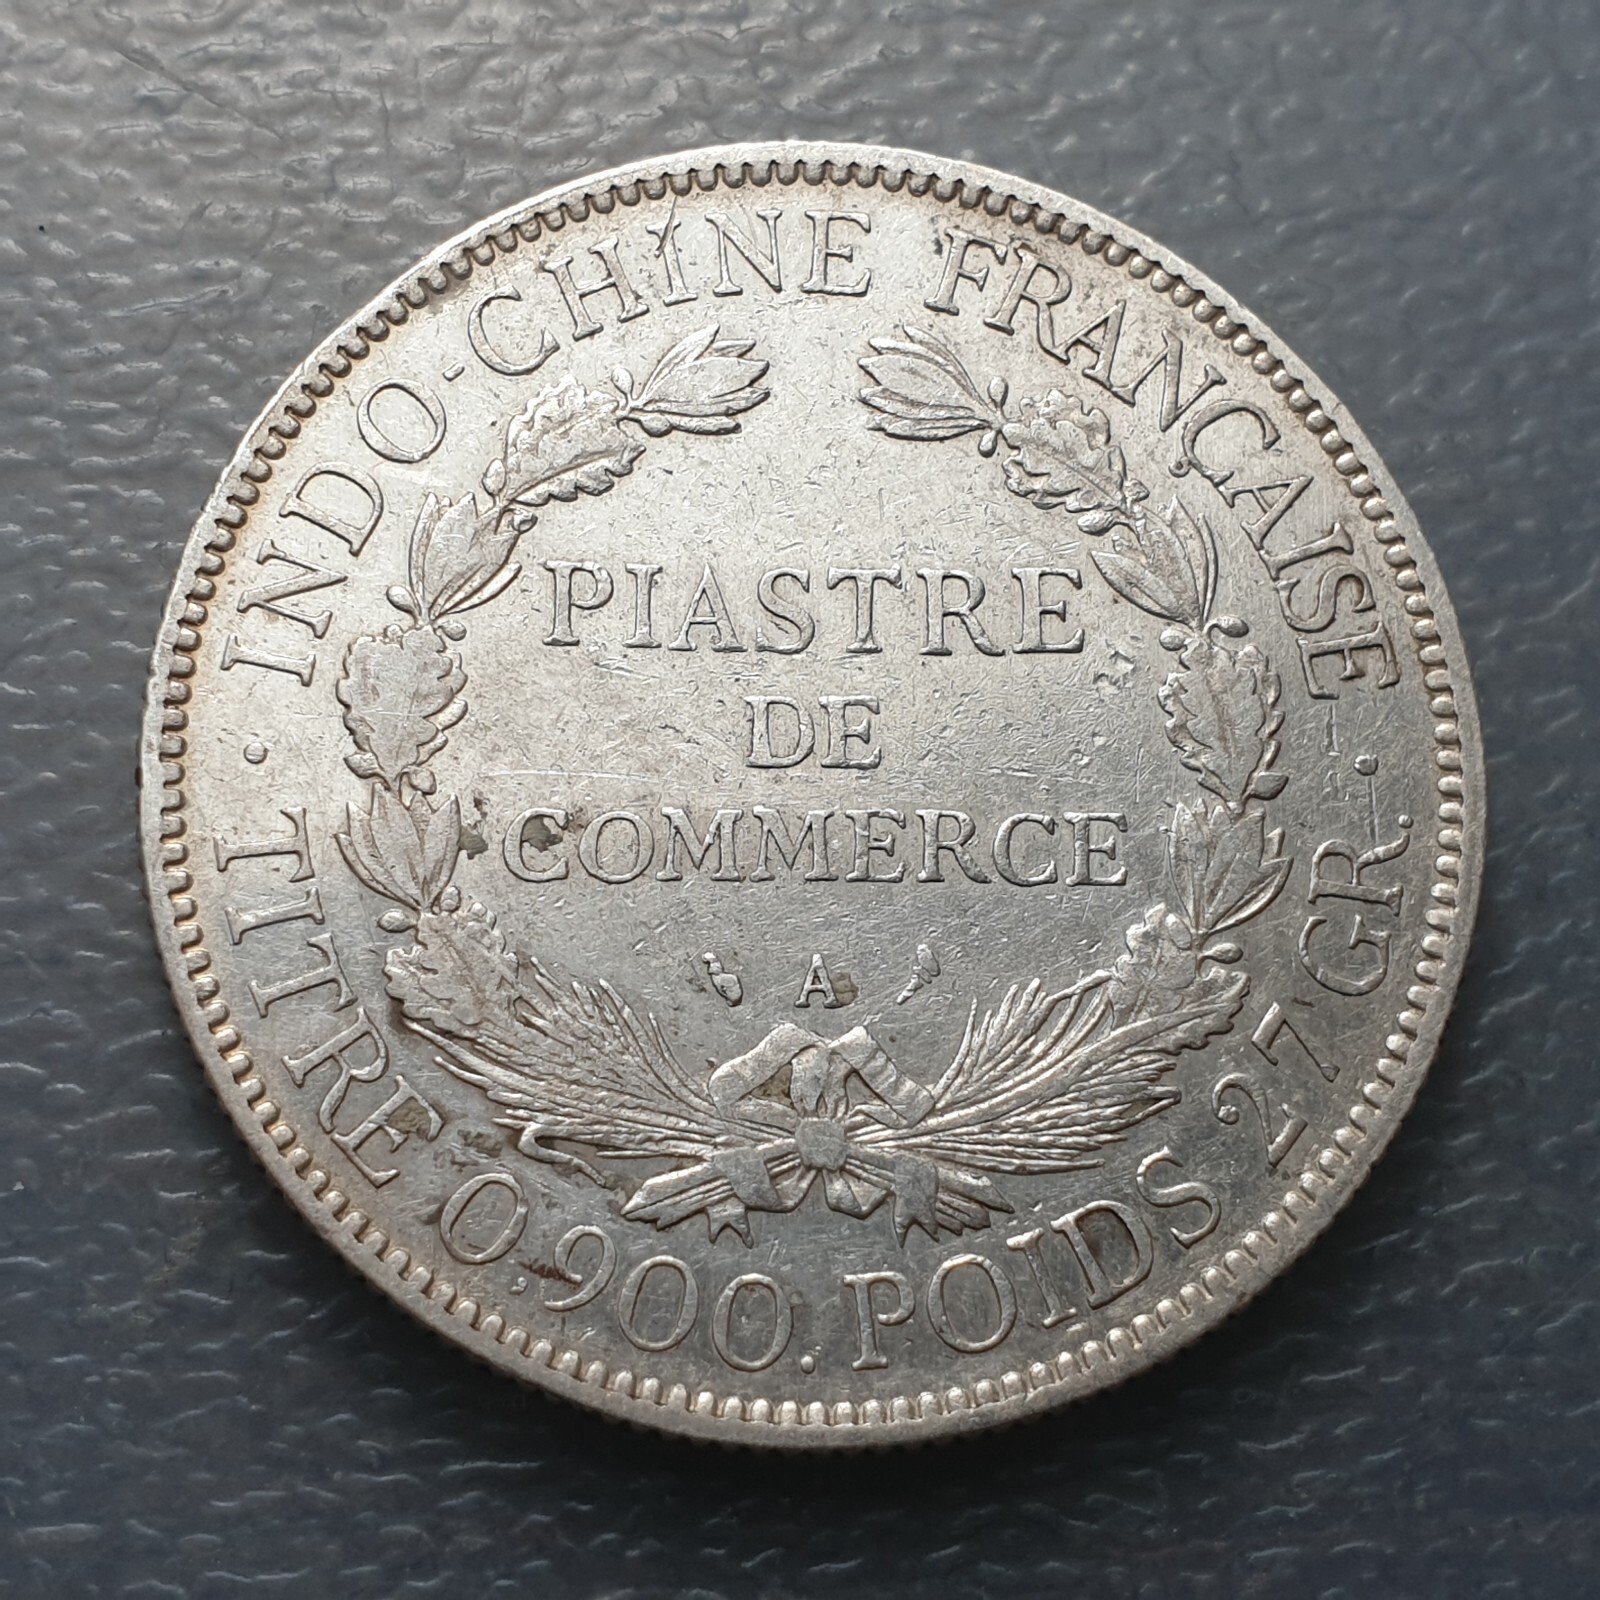 INDO-CHINE FRANÇAISE
PIASTRE
DE
COMMERCE
A
· TITRE 0,900. POIDS 27 GR. ·